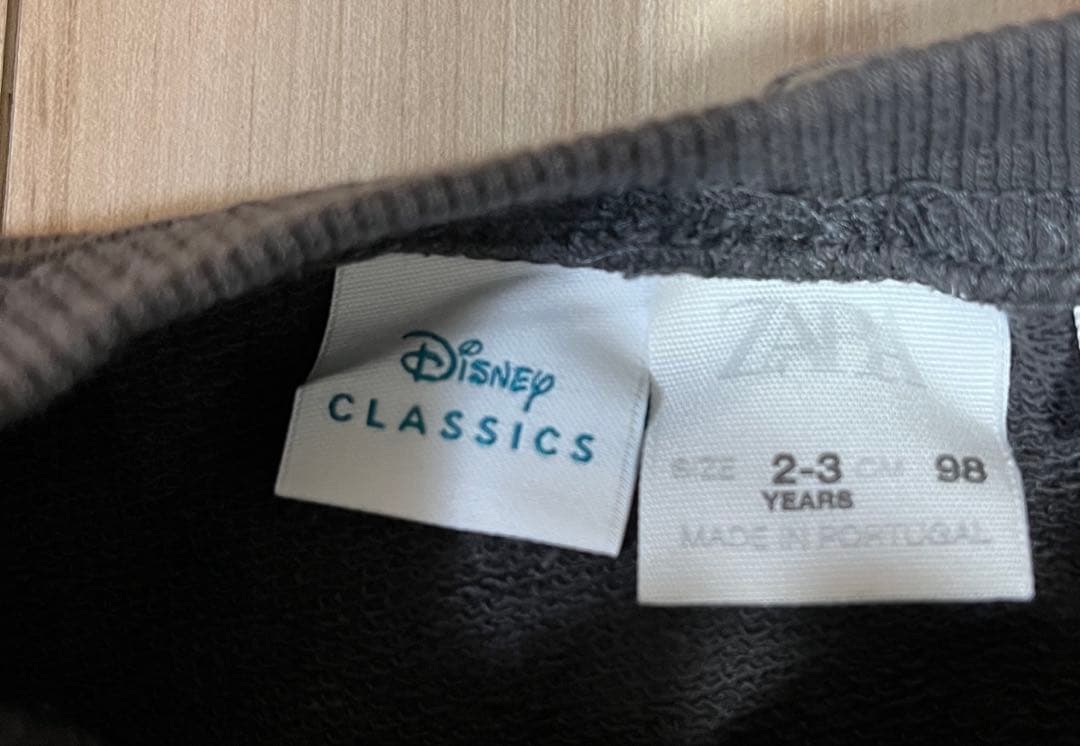 Disney
CLASSICS
ZARA
SIZE 2-3 CM 98
YEARS
MADE IN PORTUGAL